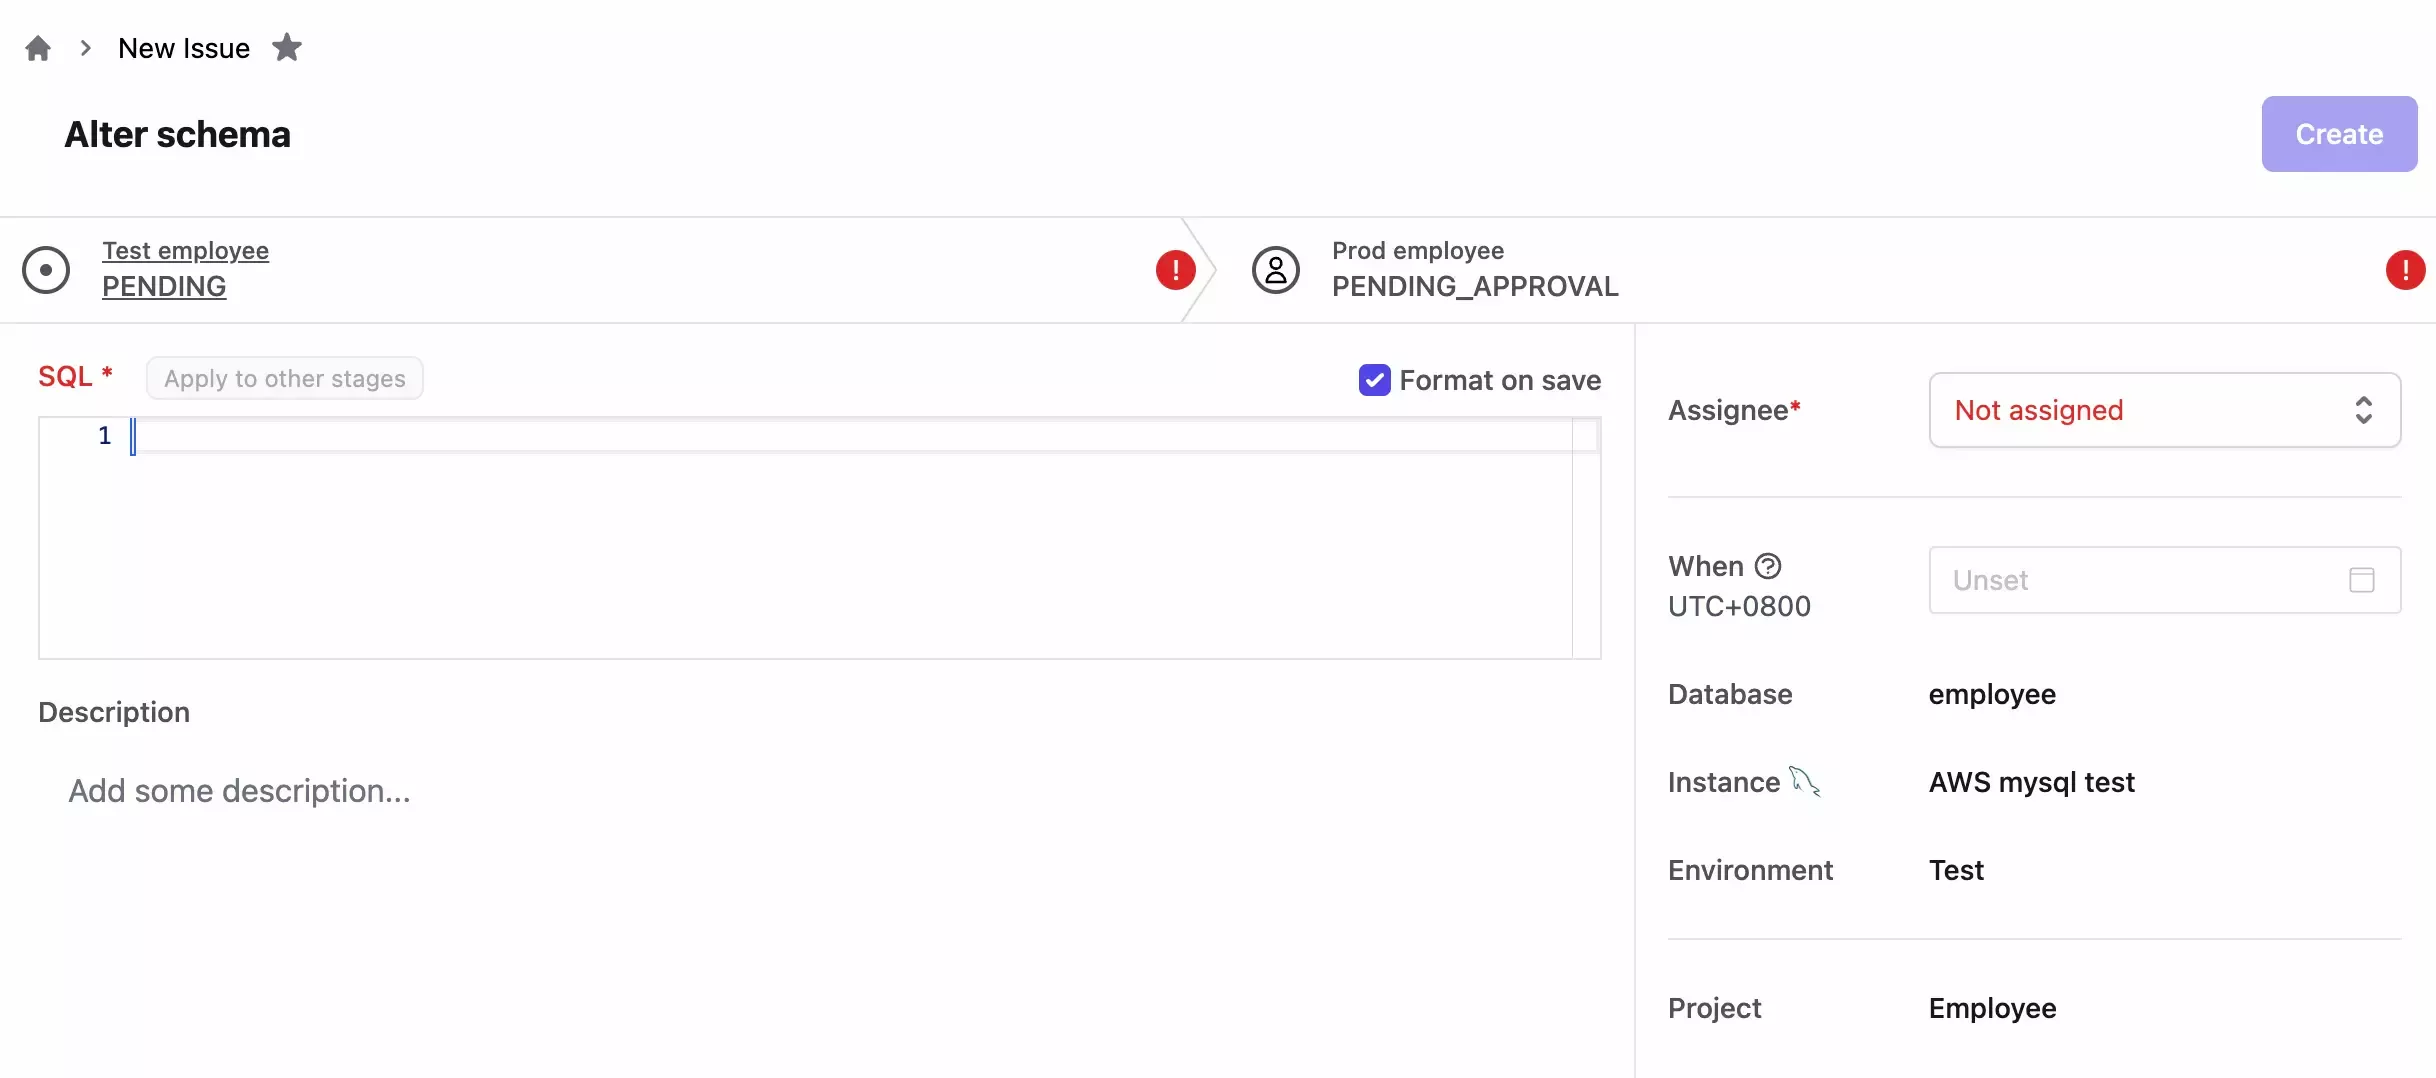 New Issue
Alter schema
Create
Test employee
PENDING
!
Prod employee
PENDING_APPROVAL
!
SQL *
Apply to other stages
Format on save
1
Description
Add some description...
Assignee*
Not assigned
When ?
UTC+0800
Unset
Database
employee
Instance
AWS mysql test
Environment
Test
Project
Employee